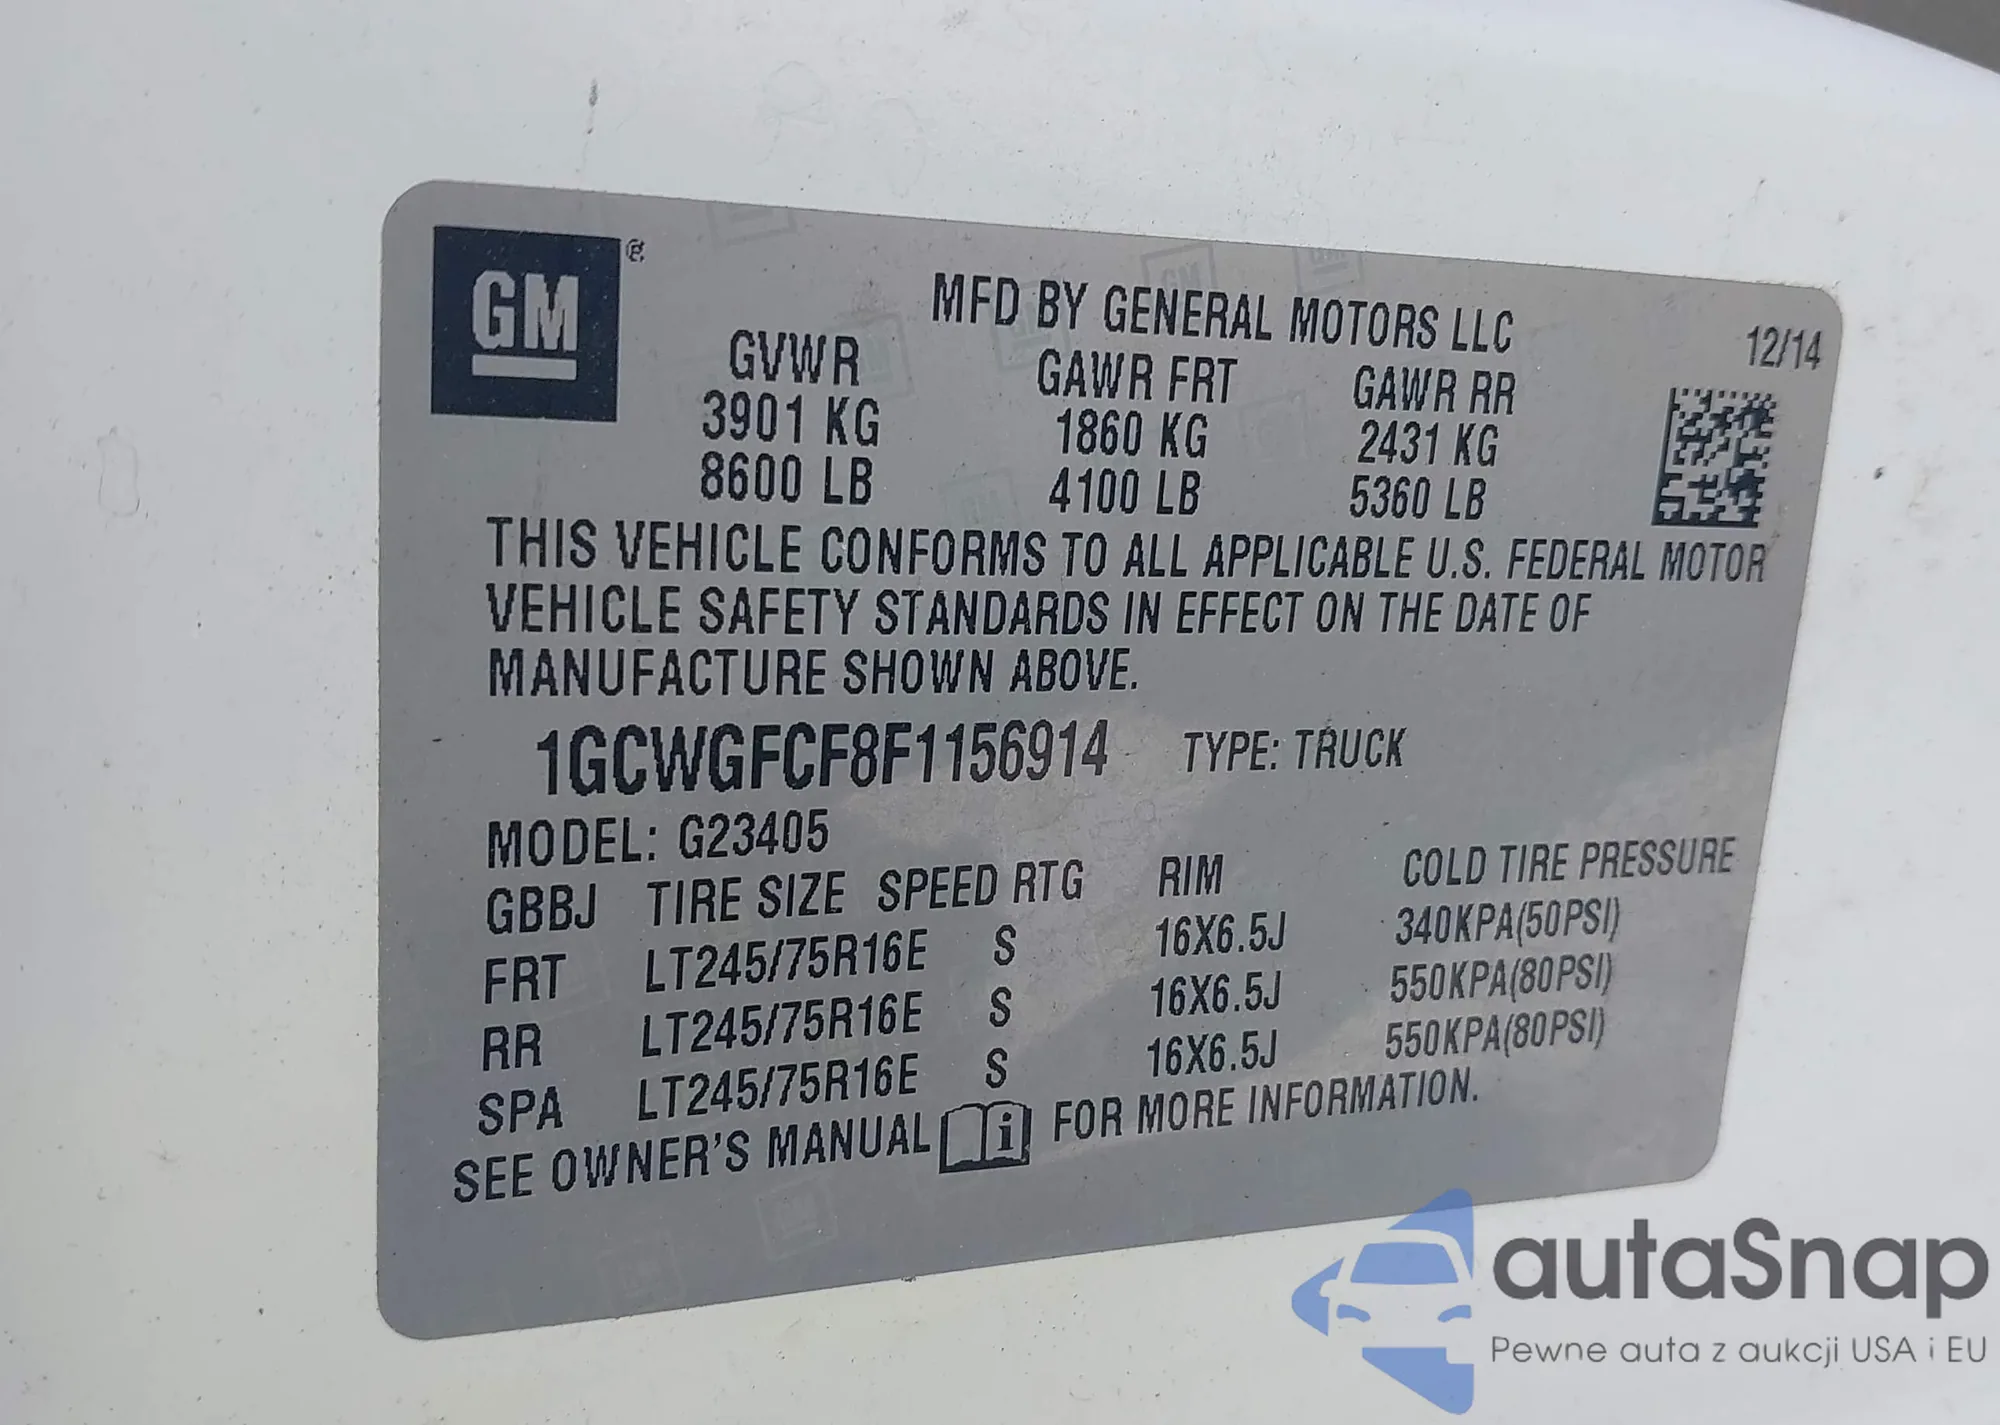 GM
MFD BY GENERAL MOTORS LLC
12/14
GVWR GAWR FRT GAWR RR
3901 KG 1860 KG 2431 KG
8600 LB 4100 LB 5360 LB
THIS VEHICLE CONFORMS TO ALL APPLICABLE U.S. FEDERAL MOTOR
VEHICLE SAFETY STANDARDS IN EFFECT ON THE DATE OF
MANUFACTURE SHOWN ABOVE.
1GCWGFCF8F1156914 TYPE: TRUCK
MODEL: G23405
GBBJ TIRE SIZE SPEED RTG RIM COLD TIRE PRESSURE
FRT LT245/75R16E S 16X6.5J 340KPA(50PSI)
RR LT245/75R16E S 16X6.5J 550KPA(80PSI)
SPA LT245/75R16E S 16X6.5J 550KPA(80PSI)
SEE OWNER'S MANUAL i FOR MORE INFORMATION.
autaSnap
Pewne auta z aukcji USA i EU